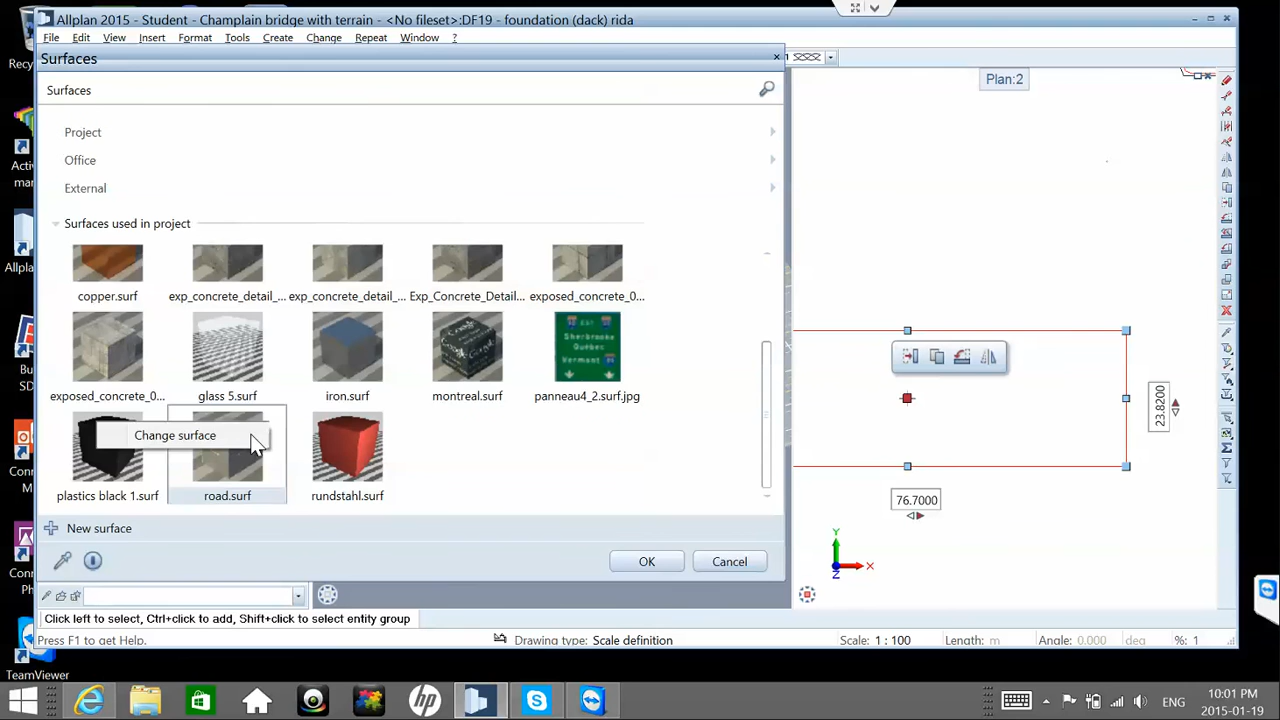 Allplan 2015 - Student - Champlain bridge with terrain - <No fileset>:DF19 - foundation (dack) rida
File Edit View Insert Format Tools Create Change Repeat Window ?
Surfaces
Surfaces
Plan:2
Project
Office
External
Surfaces used in project
copper.surf exp_concrete_detail_... exp_concrete_detail_... Exp_Concrete_Detail... exposed_concrete_0...
Sherbrooke
Québec
Vermont
exposed_concrete_0... glass 5.surf iron.surf montreal.surf panneau4_2.surf.jpg
Change surface
plastics black 1.surf road.surf rundstahl.surf
23.8200
76.7000
New surface
OK Cancel
Y
X
Z
Click left to select, Ctrl+click to add, Shift+click to select entity group
Press F1 to get Help. Drawing type: Scale definition Scale: 1 : 100 Length: m Angle: 0.000 deg %: 1
TeamViewer
hp
ENG
10:01 PM
2015-01-19